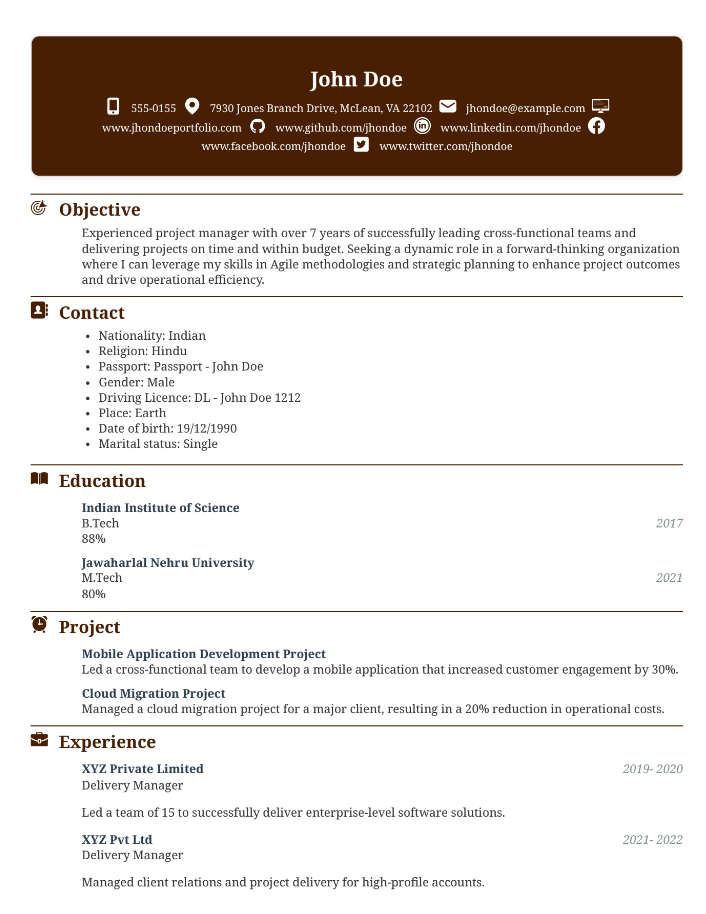 John Doe
555-0155 7930 Jones Branch Drive, McLean, VA 22102 jhondoe@example.com
www.jhondoeportfolio.com www.github.com/jhondoe www.linkedin.com/jhondoe
www.facebook.com/jhondoe www.twitter.com/jhondoe
Objective
Experienced project manager with over 7 years of successfully leading cross-functional teams and
delivering projects on time and within budget. Seeking a dynamic role in a forward-thinking organization
where I can leverage my skills in Agile methodologies and strategic planning to enhance project outcomes
and drive operational efficiency.
Contact
• Nationality: Indian
• Religion: Hindu
• Passport: Passport - John Doe
• Gender: Male
• Driving Licence: DL - John Doe 1212
• Place: Earth
• Date of birth: 19/12/1990
• Marital status: Single
Education
Indian Institute of Science
B.Tech 2017
88%
Jawaharlal Nehru University
M.Tech 2021
80%
Project
Mobile Application Development Project
Led a cross-functional team to develop a mobile application that increased customer engagement by 30%.
Cloud Migration Project
Managed a cloud migration project for a major client, resulting in a 20% reduction in operational costs.
Experience
XYZ Private Limited 2019- 2020
Delivery Manager
Led a team of 15 to successfully deliver enterprise-level software solutions.
XYZ Pvt Ltd 2021- 2022
Delivery Manager
Managed client relations and project delivery for high-profile accounts.